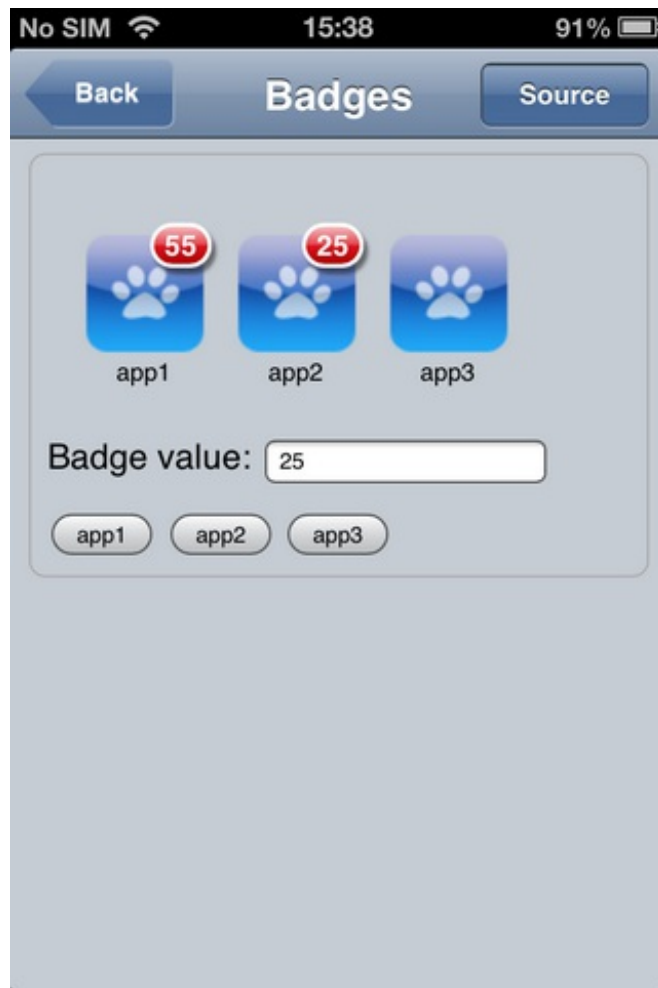 No SIM 15:38 91%
Back Badges Source
55 25
app1 app2 app3
Badge value: 25
app1 app2 app3